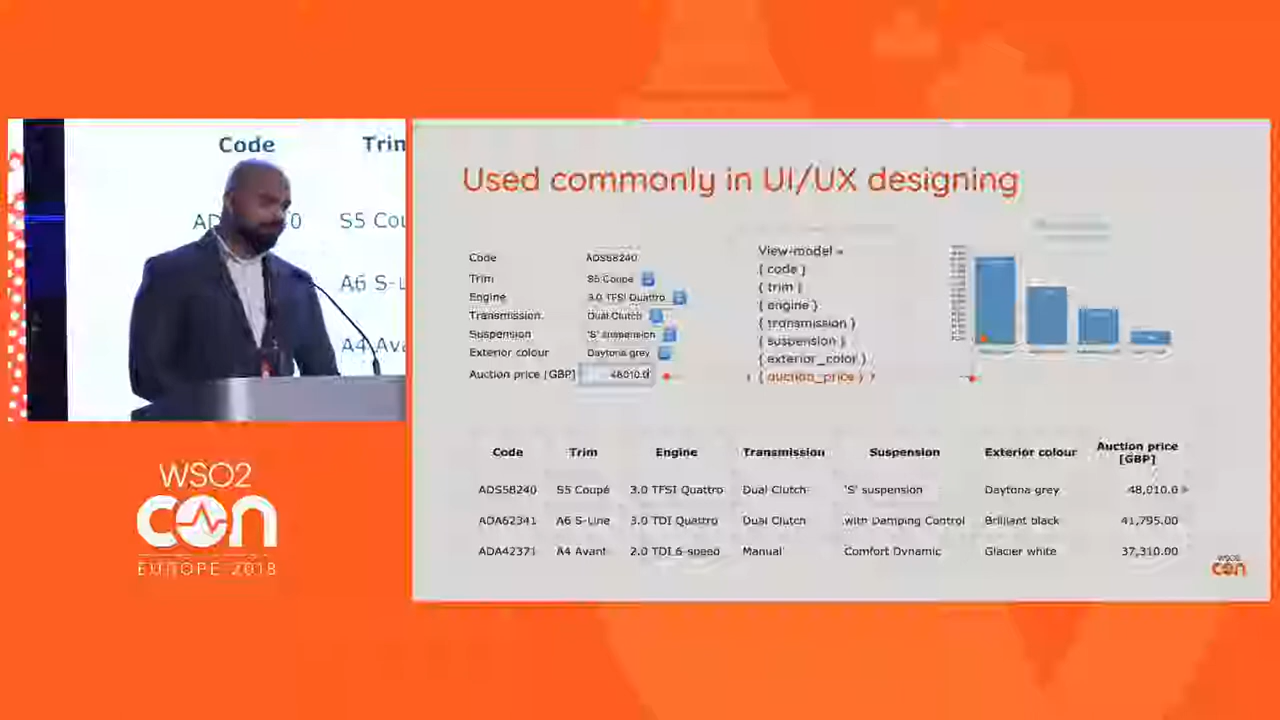 Code Trim
S5 Cou
A6 S-L
A4 Ava
WSO2
con
EUROPE 2018
Used commonly in UI/UX designing
Code ADS58240
Trim S5 Coupé
Engine 3.0 TFSI Quattro
Transmission Dual Clutch
Suspension 'S' suspension
Exterior colour Daytona grey
Auction price [GBP] 48010.0
View-model =
{ code }
{ trim }
{ engine }
{ transmission }
{ suspension }
{ exterior_color }
{ auction_price }
Code Trim Engine Transmission Suspension Exterior colour Auction price [GBP]
ADS58240 S5 Coupé 3.0 TFSI Quattro Dual Clutch 'S' suspension Daytona grey 48,010.0
ADA62341 A6 S-Line 3.0 TDI Quattro Dual Clutch with Damping Control Brilliant black 41,795.00
ADA42371 A4 Avant 2.0 TDI 6-speed Manual Comfort Dynamic Glacier white 37,310.00
WSO2
con